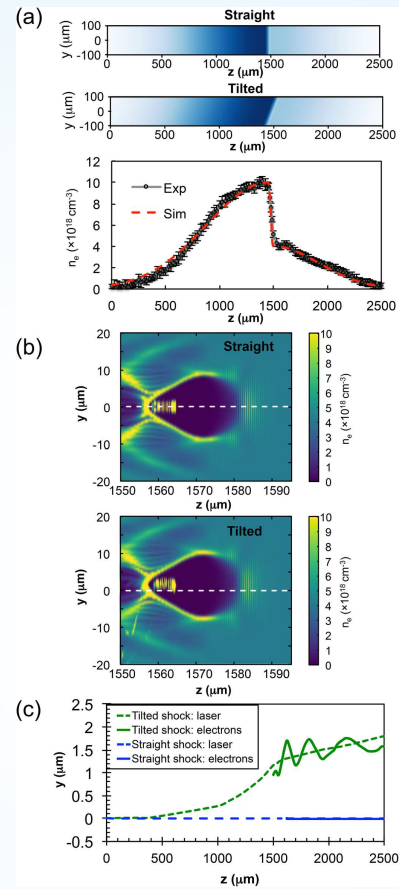 (a)
Straight
y (μm)
100
0
-100
0 500 1000 1500 2000 2500
z (μm)
Tilted
y (μm)
100
0
-100
0 500 1000 1500 2000 2500
z (μm)
nₑ (×10¹⁸ cm⁻³)
12
10
8
6
4
2
0
Exp
Sim
0 500 1000 1500 2000 2500
z (μm)
(b)
Straight
y (μm)
20
10
0
-10
-20
1550 1560 1570 1580 1590
z (μm)
10
9
8
7
6
5
4
3
2
1
0
nₑ (×10¹⁸ cm⁻³)
Tilted
y (μm)
20
10
0
-10
-20
1550 1560 1570 1580 1590
z (μm)
10
9
8
7
6
5
4
3
2
1
0
nₑ (×10¹⁸ cm⁻³)
(c)
y (μm)
2.5
2
1.5
1
0.5
0
-0.5
Tilted shock: laser
Tilted shock: electrons
Straight shock: laser
Straight shock: electrons
0 500 1000 1500 2000 2500
z (μm)